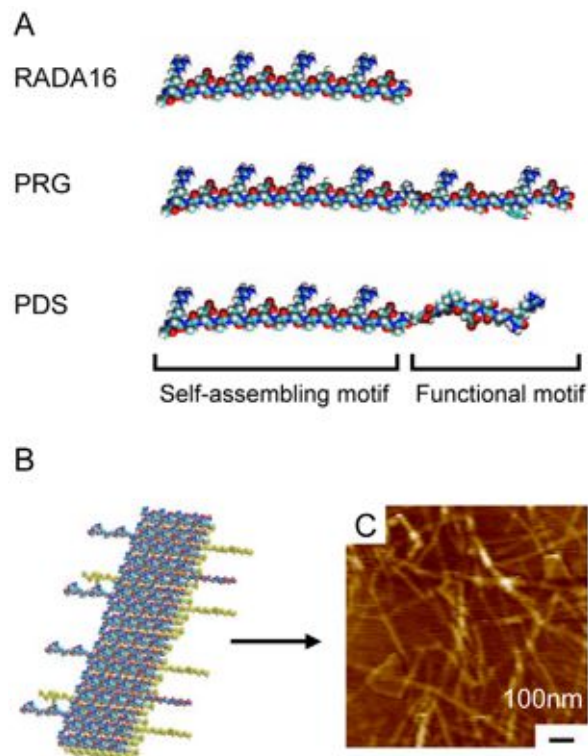 A
RADA16
PRG
PDS
Self-assembling motif Functional motif
B
C
100nm